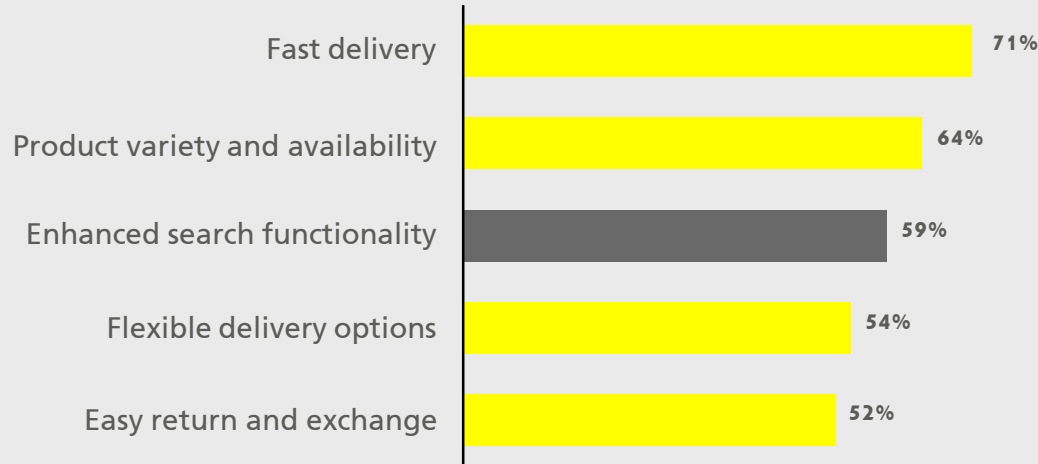 Fast delivery 71%
Product variety and availability 64%
Enhanced search functionality 59%
Flexible delivery options 54%
Easy return and exchange 52%